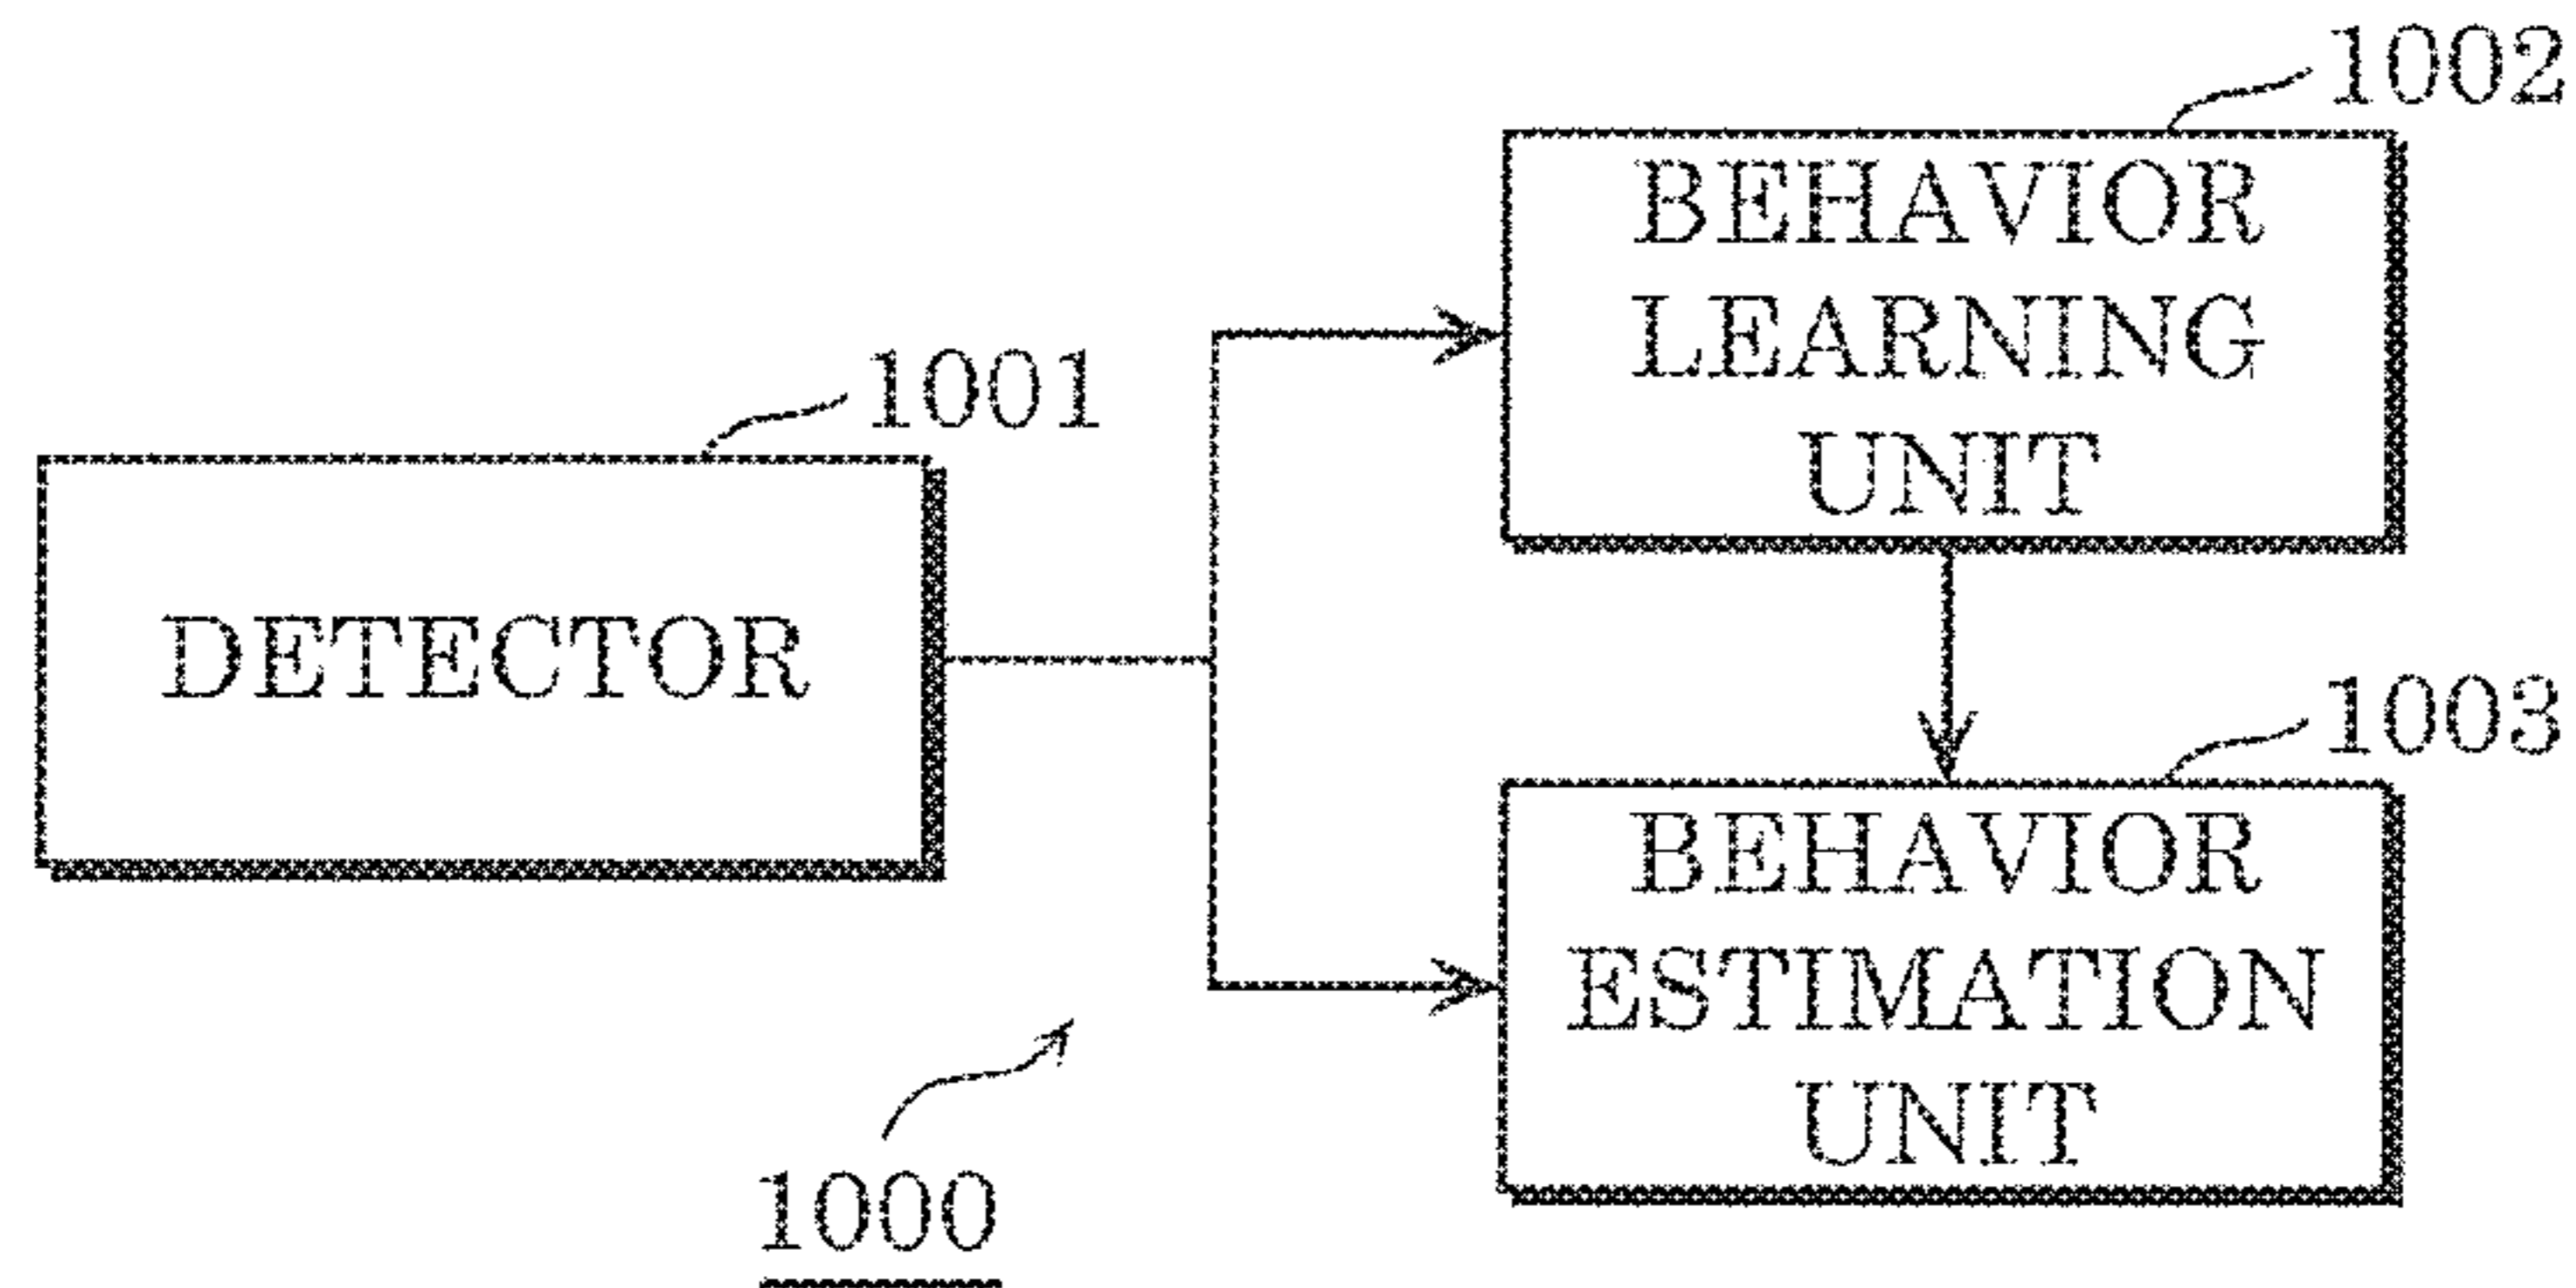 1002
BEHAVIOR
LEARNING
UNIT
1001
DETECTOR
1003
BEHAVIOR
ESTIMATION
UNIT
1000